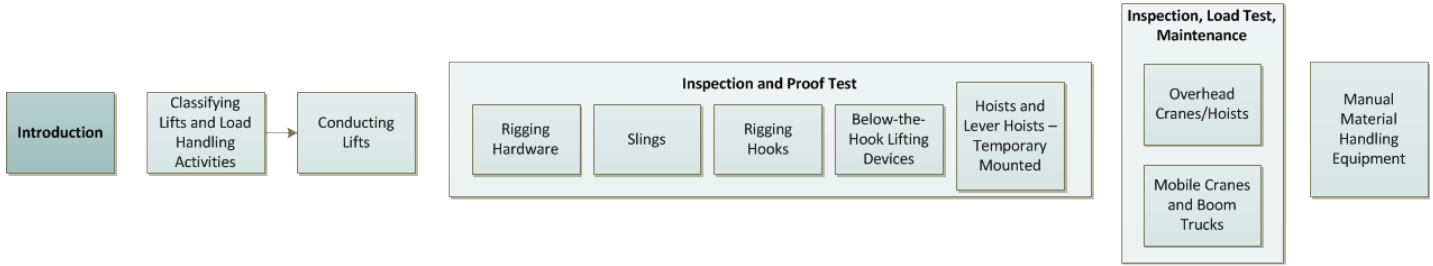 Introduction
Classifying
Lifts and Load
Handling
Activities
Conducting
Lifts
Inspection and Proof Test
Rigging
Hardware
Slings
Rigging
Hooks
Below-the-
Hook Lifting
Devices
Hoists and
Lever Hoists –
Temporary
Mounted
Inspection, Load Test,
Maintenance
Overhead
Cranes/Hoists
Mobile Cranes
and Boom
Trucks
Manual
Material
Handling
Equipment